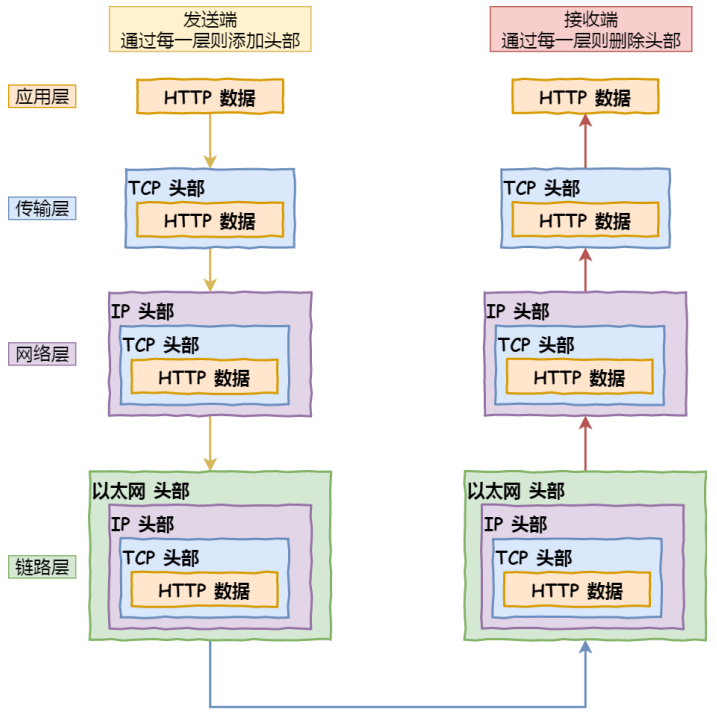 发送端
通过每一层则添加头部
接收端
通过每一层则删除头部
应用层
HTTP 数据
HTTP 数据
传输层
TCP 头部
HTTP 数据
TCP 头部
HTTP 数据
网络层
IP 头部
TCP 头部
HTTP 数据
IP 头部
TCP 头部
HTTP 数据
链路层
以太网 头部
IP 头部
TCP 头部
HTTP 数据
以太网 头部
IP 头部
TCP 头部
HTTP 数据